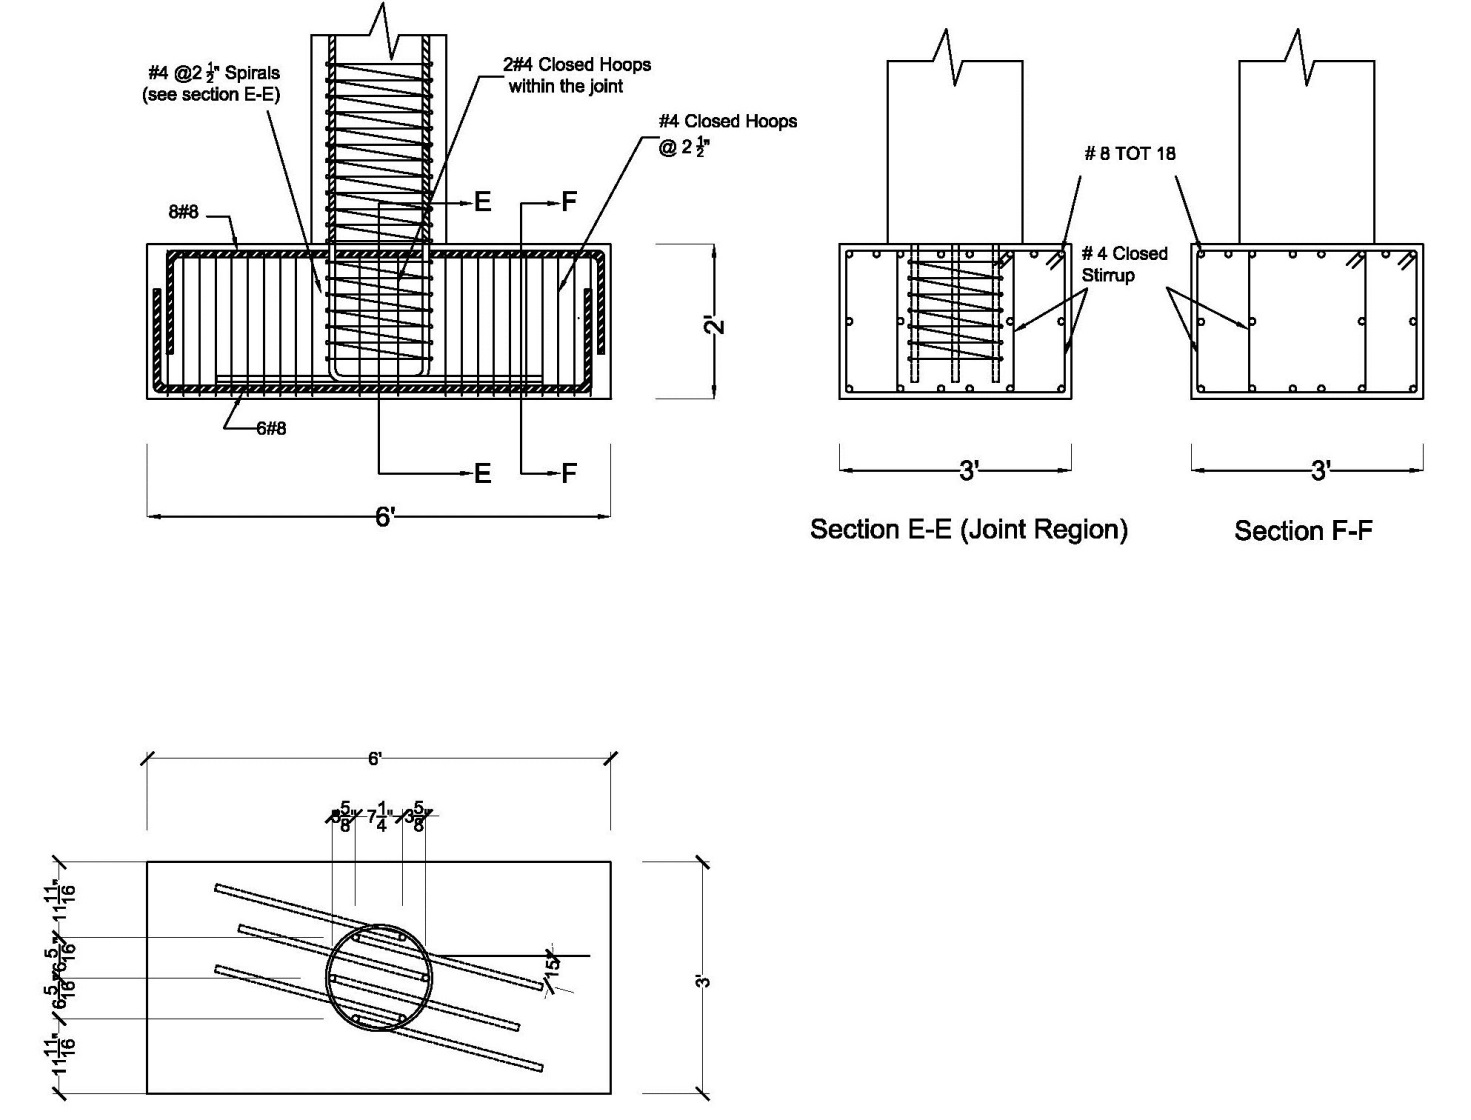 #4 @2 1/2" Spirals
(see section E-E)
2#4 Closed Hoops
within the joint
#4 Closed Hoops
@ 2 1/2"
8#8
E
F
6#8
E
F
2'
6'
# 8 TOT 18
# 4 Closed
Stirrup
3'
3'
Section E-E (Joint Region)
Section F-F
6'
3 5/8"
7 1/4"
3 5/8"
11 11/16"
6 5/16"
6 5/16"
11 11/16"
15°
3'